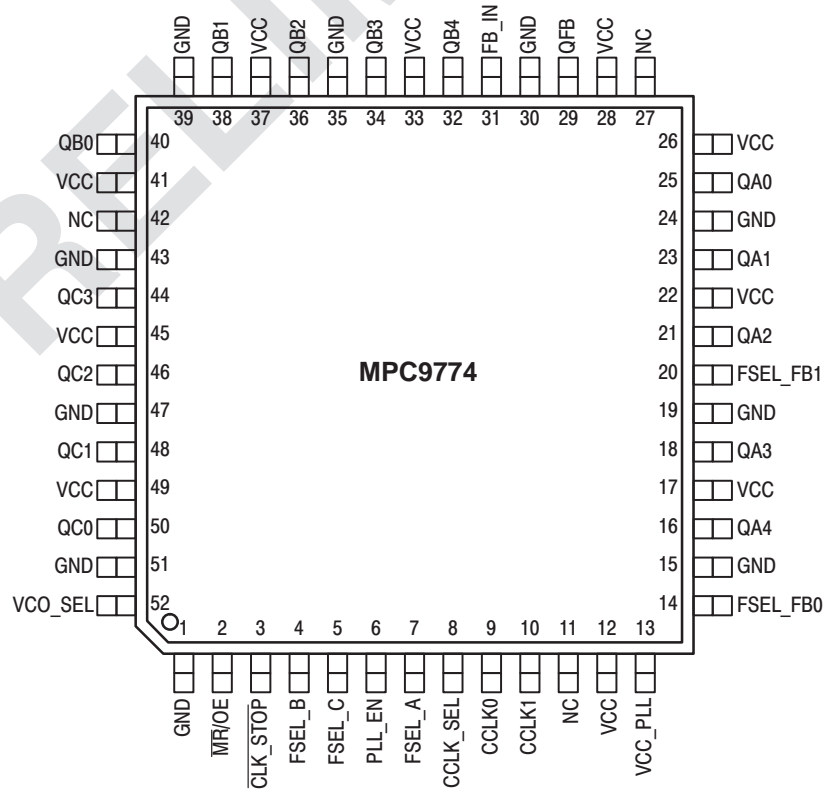 GND QB1 VCC QB2 GND QB3 VCC QB4 FB_IN GND QFB VCC NC
39 38 37 36 35 34 33 32 31 30 29 28 27
QB0 40 26 VCC
VCC 41 25 QA0
NC 42 24 GND
GND 43 23 QA1
QC3 44 22 VCC
VCC 45 21 QA2
QC2 46 MPC9774 20 FSEL_FB1
GND 47 19 GND
QC1 48 18 QA3
VCC 49 17 VCC
QC0 50 16 QA4
GND 51 15 GND
VCO_SEL 52 14 FSEL_FB0
1 2 3 4 5 6 7 8 9 10 11 12 13
GND MR/OE CLK_STOP FSEL_B FSEL_C PLL_EN FSEL_A CCLK_SEL CCLK0 CCLK1 NC VCC VCC_PLL